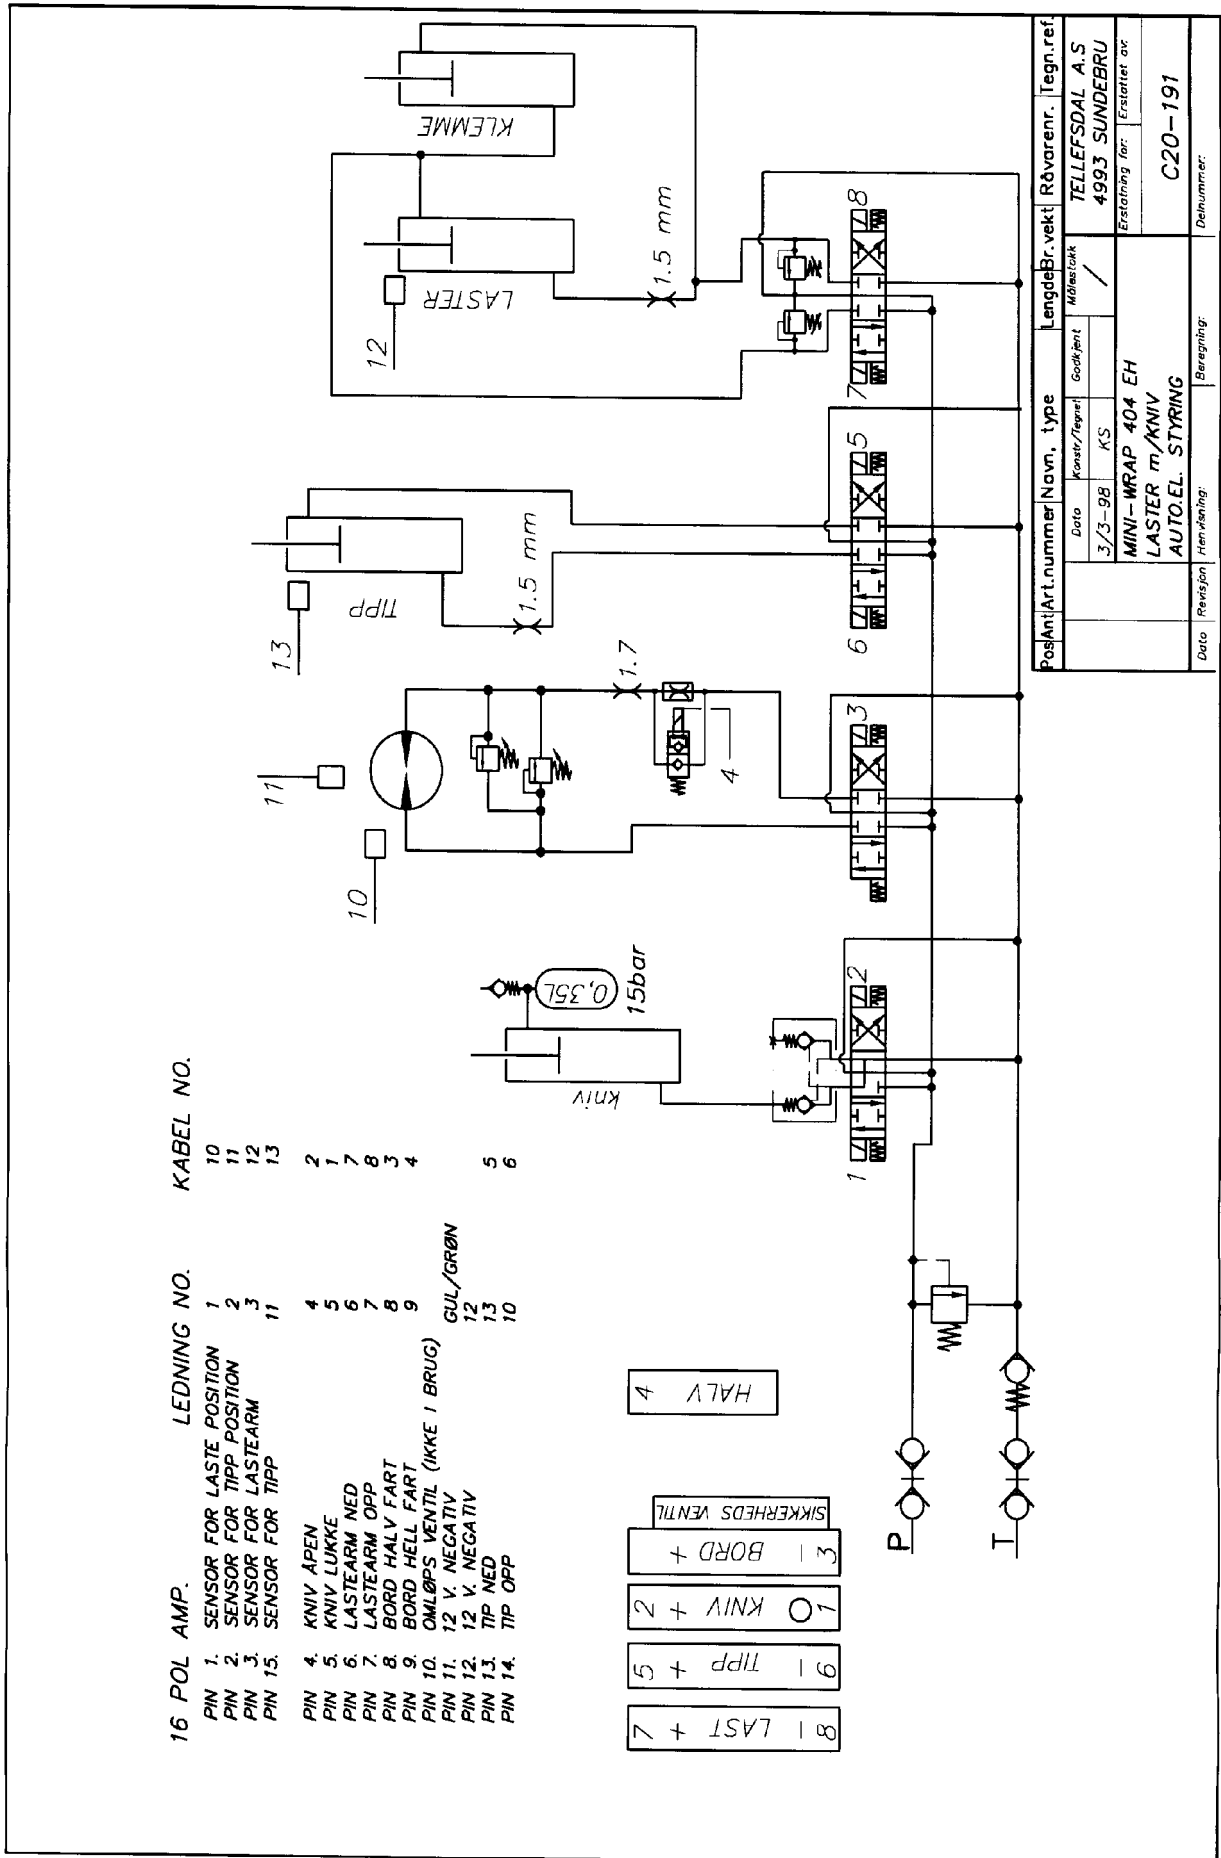 16 POL AMP. LEDNING NO. KABEL NO.
PIN 1. SENSOR FOR LASTE POSITION 1 10
PIN 2. SENSOR FOR TIPP POSITION 2 11
PIN 3. SENSOR FOR LASTEARM 3 12
PIN 15. SENSOR FOR TIPP 11 13
PIN 4. KNIV ÅPEN 4 2
PIN 5. KNIV LUKKE 5 1
PIN 6. LASTEARM NED 6 7
PIN 7. LASTEARM OPP 7 8
PIN 8. BORD HALV FART 8 3
PIN 9. BORD HELL FART 9 4
PIN 10. OMLØPS VENTIL (IKKE I BRUG)
PIN 11. 12 V. NEGATIV GUL/GRØN
PIN 12. 12 V. NEGATIV 12
PIN 13. TIP NED 13 5
PIN 14. TIP OPP 10 6
7 + LAST - 8
5 + TIPP - 6
2 + KNIV O 1
+ BORD - 3
SIKKERHEDS VENTIL
4 HALV
P
T
kniv
0,35L
15bar
1
2
10
11
1.7
4
3
13
TIPP
1.5 mm
6
5
12
LASTER
KLEMME
1.5 mm
7
8
Pos Ant Art.nummer Navn, type Lengde Br.vekt Råvarenr. Tegn.ref.
Dato Konstr/Tegnet Godkjent Målestokk
3/3-98 KS /
TELLEFSDAL A.S
4993 SUNDEBRU
MINI-WRAP 404 EH
LASTER m/KNIV
AUTO.EL. STYRING
Erstatning for: Erstattet av:
C20-191
Dato Revisjon Henvisning: Beregning: Delnummer: